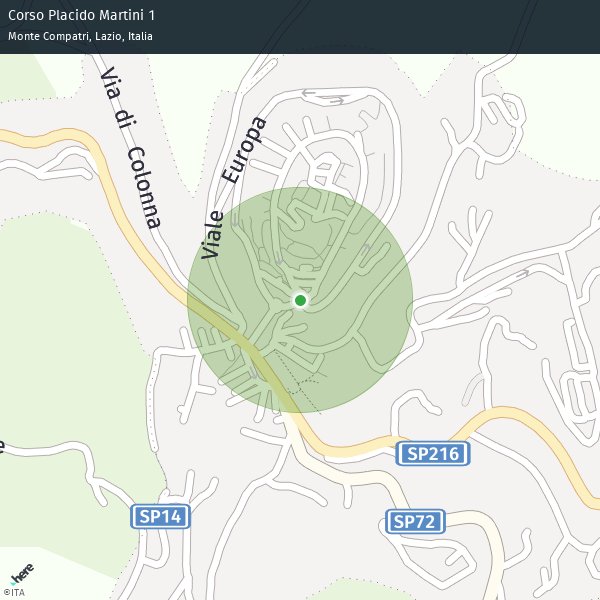 Corso Placido Martini 1
Monte Compatri, Lazio, Italia
Via di Colonna
Viale Europa
SP216
SP14
SP72
here
©ITA